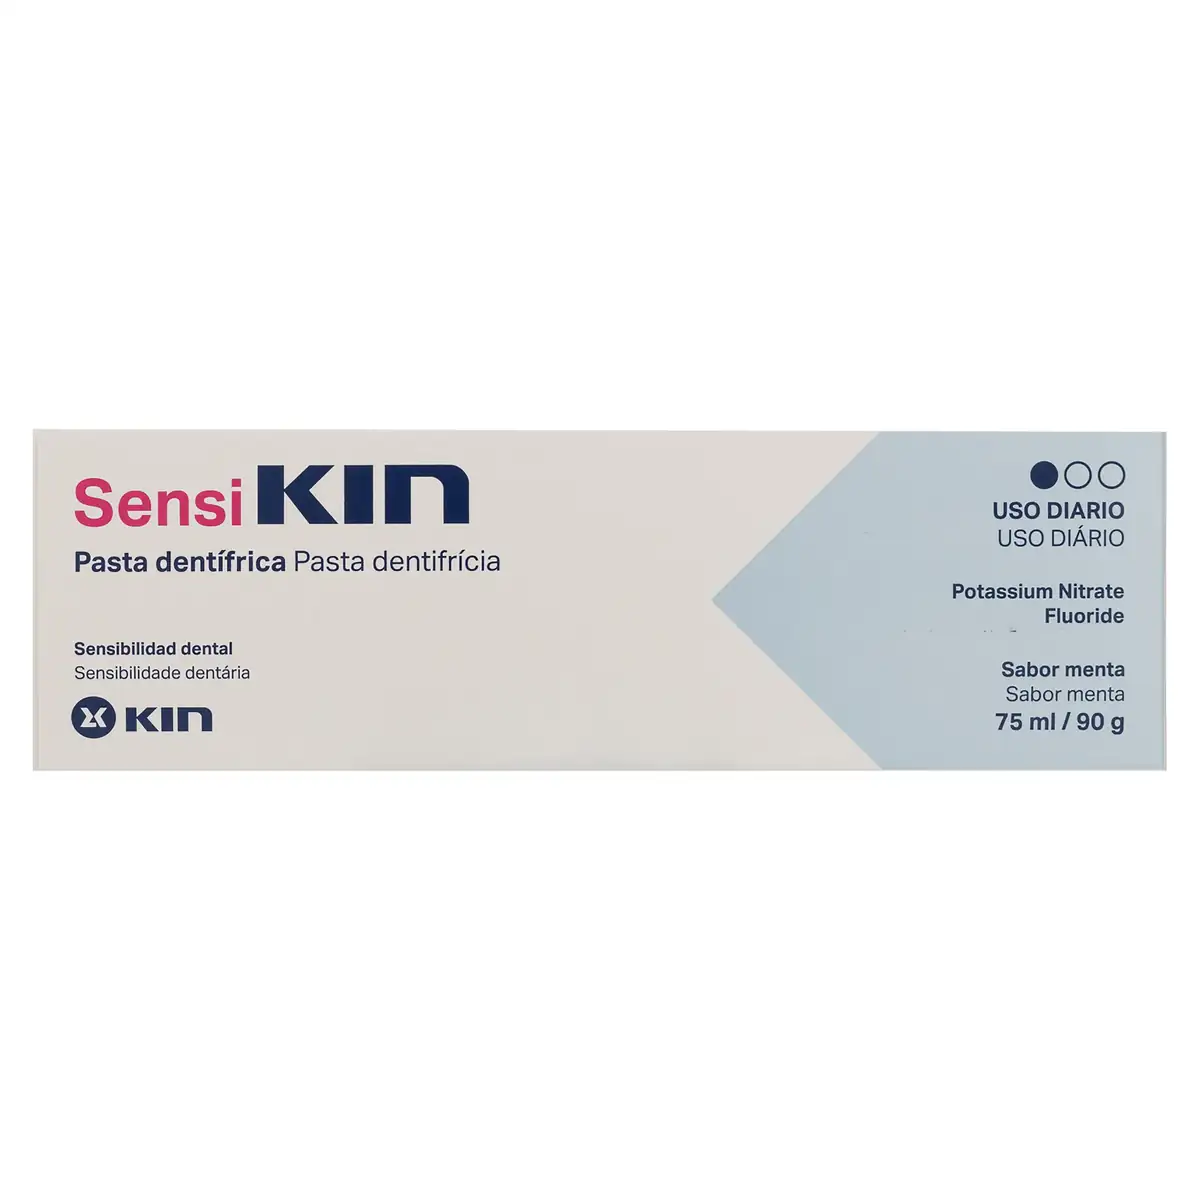 Sensi KIN
Pasta dentífrica Pasta dentifrícia
Sensibilidad dental
Sensibilidade dentária
KIN
USO DIARIO
USO DIÁRIO
Potassium Nitrate
Fluoride
Sabor menta
Sabor menta
75 ml / 90 g